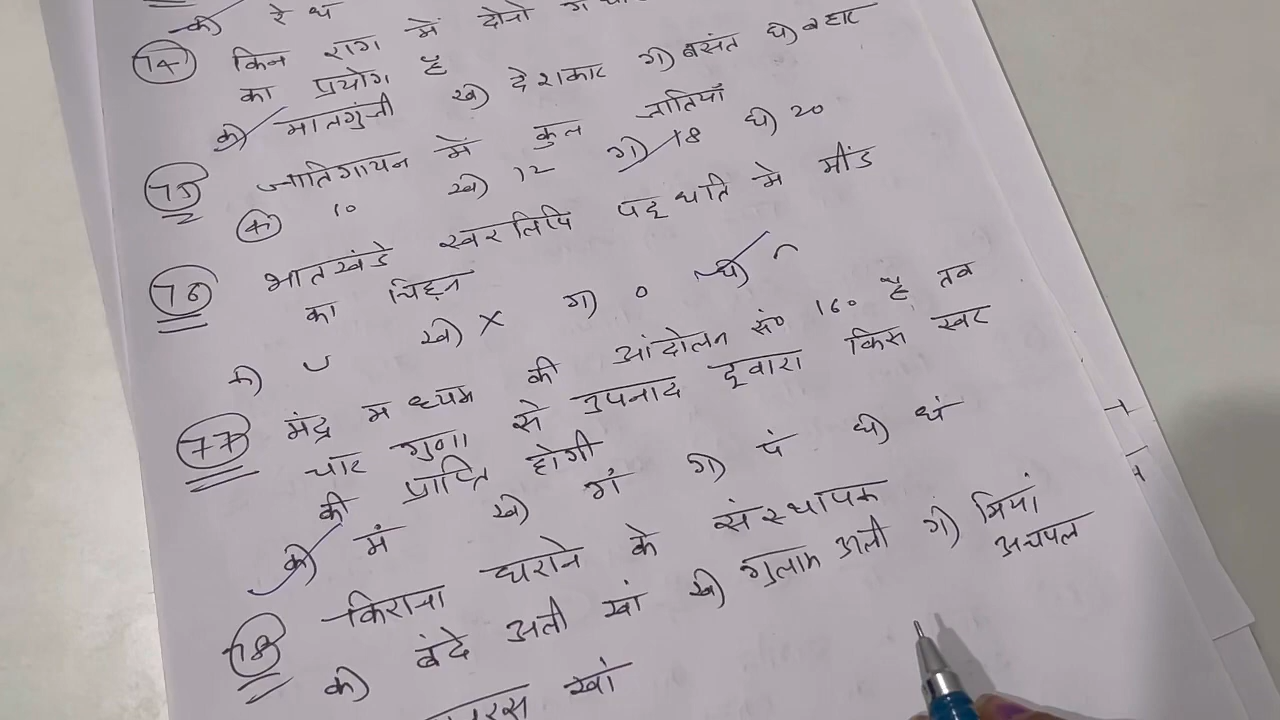 क) रे ध
74 किन राग में दोनो
का प्रयोग है
क) मालगुंजी ख) देशकार ग) बसंत घ) बहार
75 जातिगायन में कुल जातियाँ
क 10 ख) 12 ग) 18 घ) 20
76 भातखंडे स्वरलिपि पद्धति मे मींड
का चिह्न
क) ᴗ ख) X ग) 0 घ) ᴖ
77 मंद्र मध्यम की आंदोलन सं० 160 है तब
चार गुना से उपनाद द्वारा किस स्वर
की प्राप्ति होगी
क) मं ख) गं ग) पं घ) धं
78 किराना घराने के संस्थापक
क) बंदे अली खां ख) गुलाम अली ग) मियां
अचपल
खां